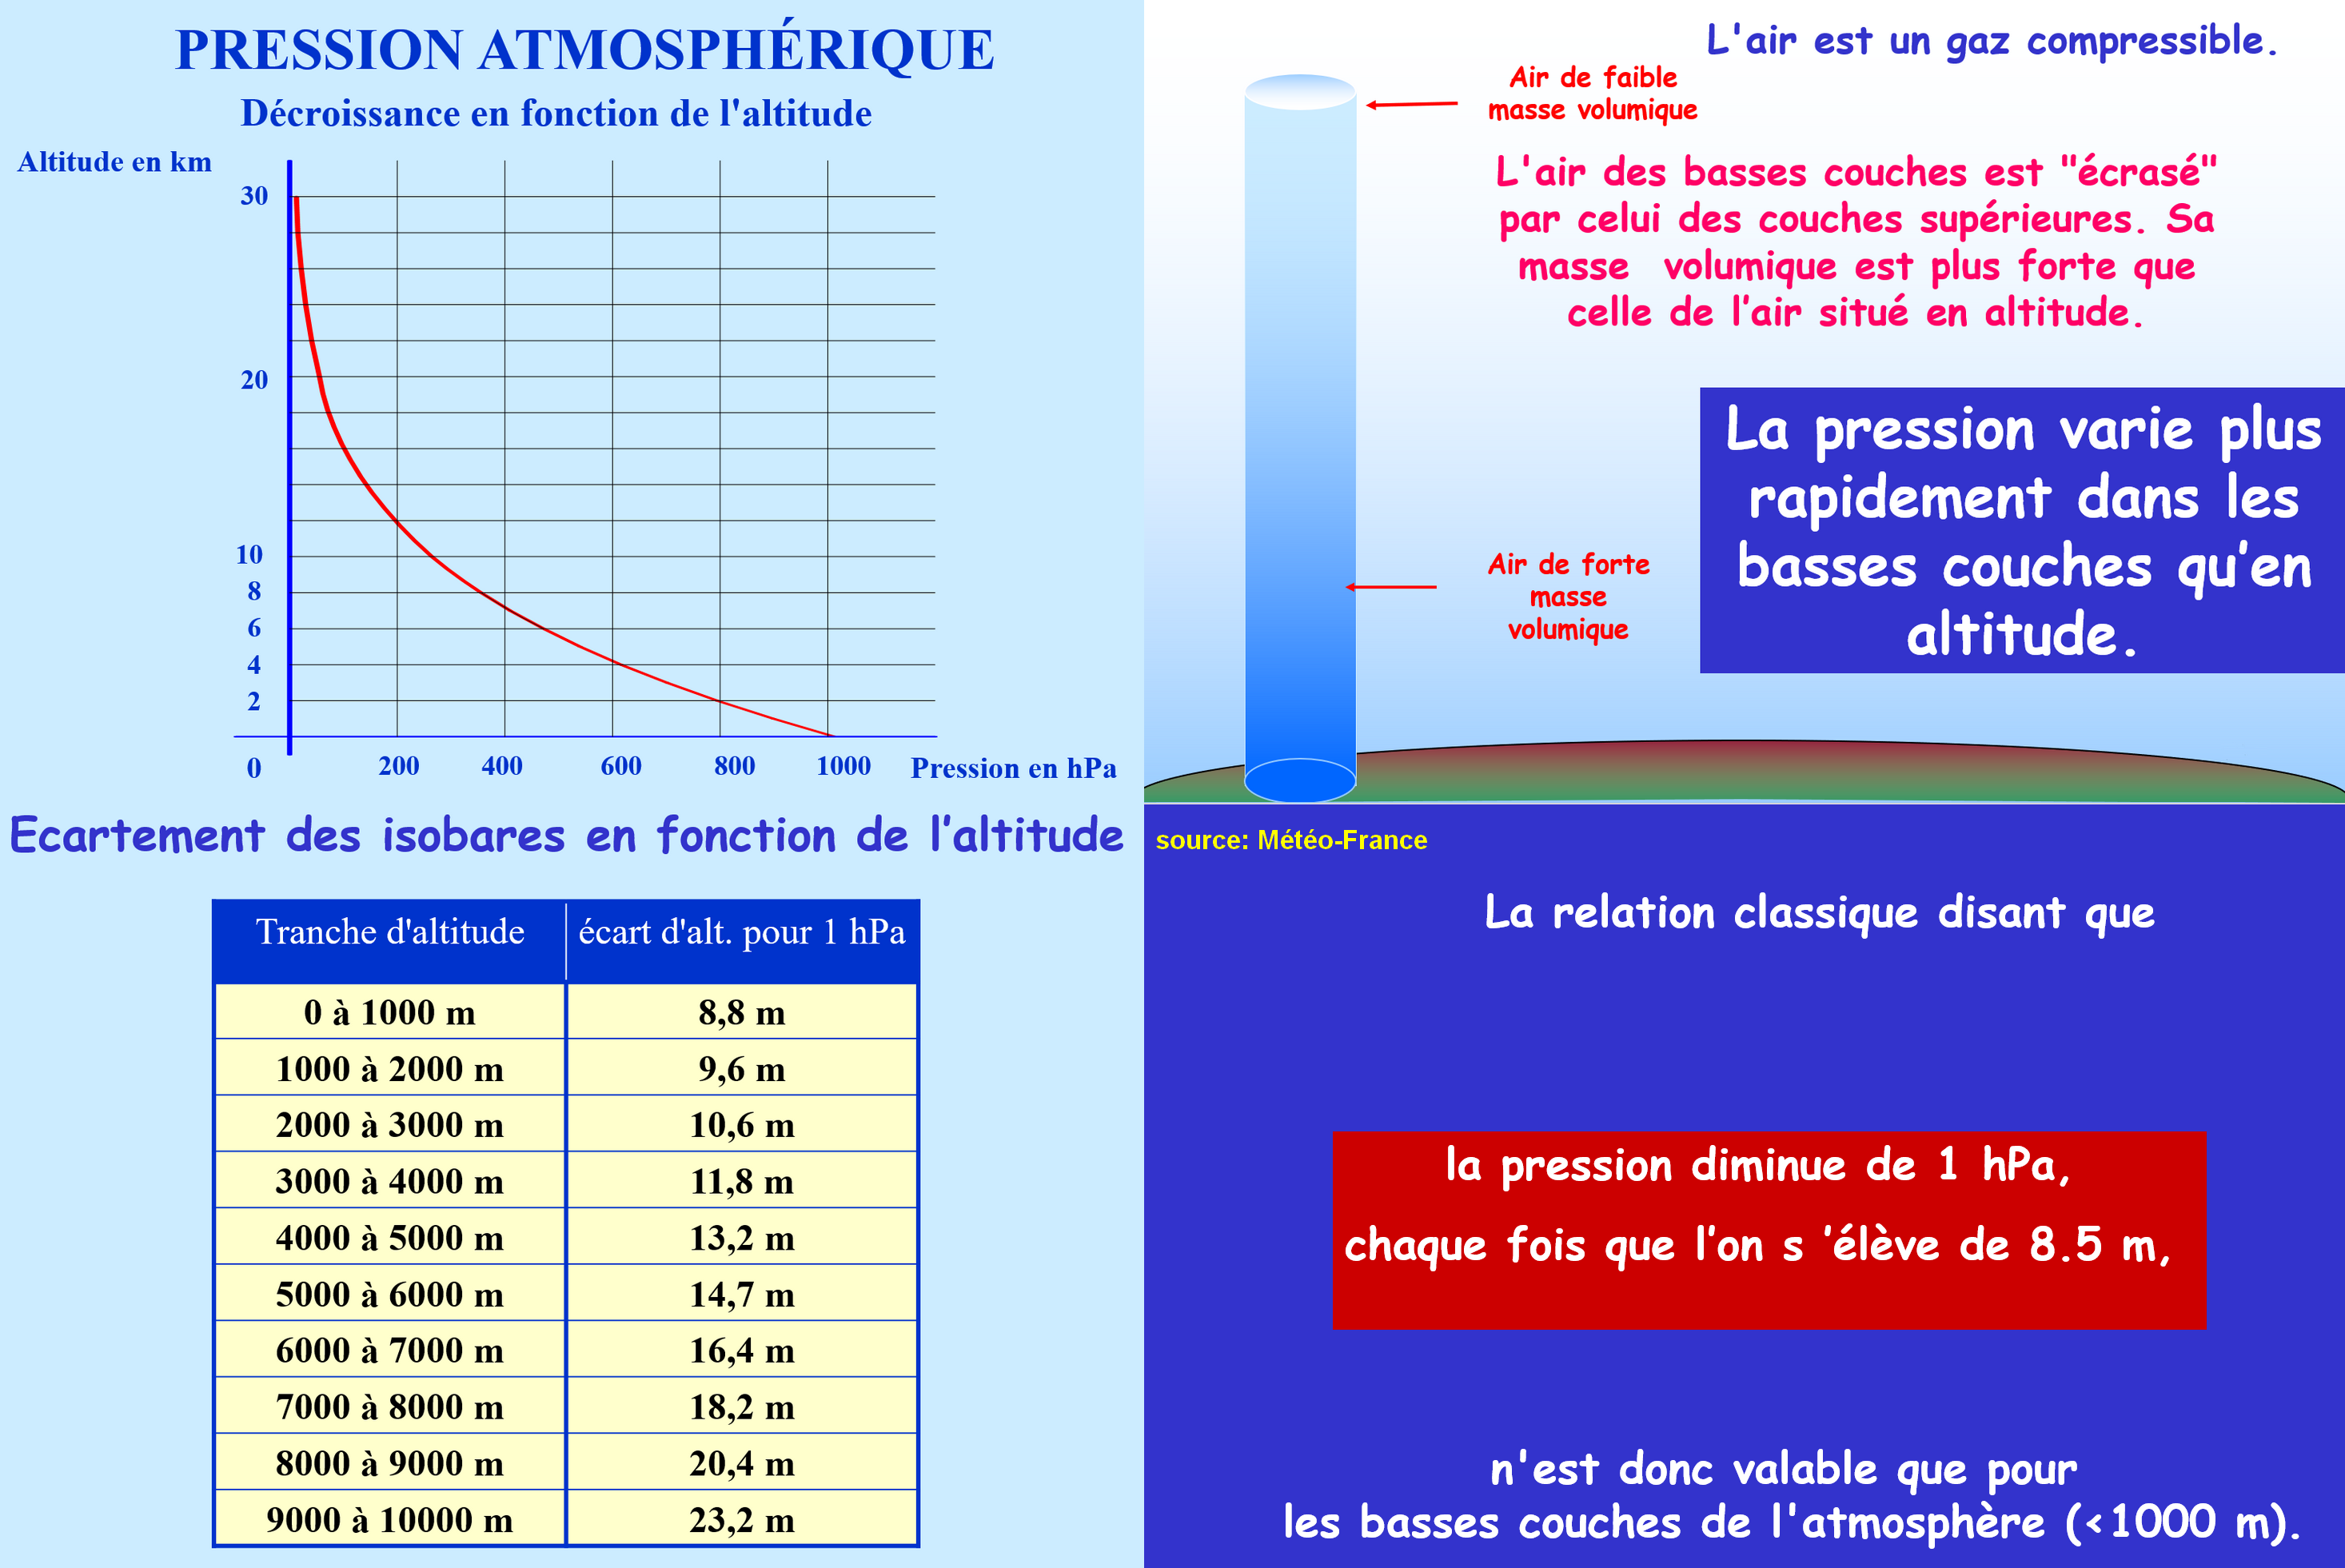 PRESSION ATMOSPHÉRIQUE
Décroissance en fonction de l'altitude
Altitude en km
30
20
10
8
6
4
2
0
200
400
600
800
1000
Pression en hPa
L'air est un gaz compressible.
Air de faible
masse volumique
L'air des basses couches est "écrasé"
par celui des couches supérieures. Sa
masse  volumique est plus forte que
celle de l’air situé en altitude.
La pression varie plus
rapidement dans les
basses couches qu’en
altitude.
Air de forte
masse
volumique
Ecartement des isobares en fonction de l’altitude
Tranche d'altitude écart d'alt. pour 1 hPa
0 à 1000 m 8,8 m
1000 à 2000 m 9,6 m
2000 à 3000 m 10,6 m
3000 à 4000 m 11,8 m
4000 à 5000 m 13,2 m
5000 à 6000 m 14,7 m
6000 à 7000 m 16,4 m
7000 à 8000 m 18,2 m
8000 à 9000 m 20,4 m
9000 à 10000 m 23,2 m
source: Météo-France
La relation classique disant que
la pression diminue de 1 hPa,
chaque fois que l’on s ’élève de 8.5 m,
n'est donc valable que pour
les basses couches de l'atmosphère (<1000 m).